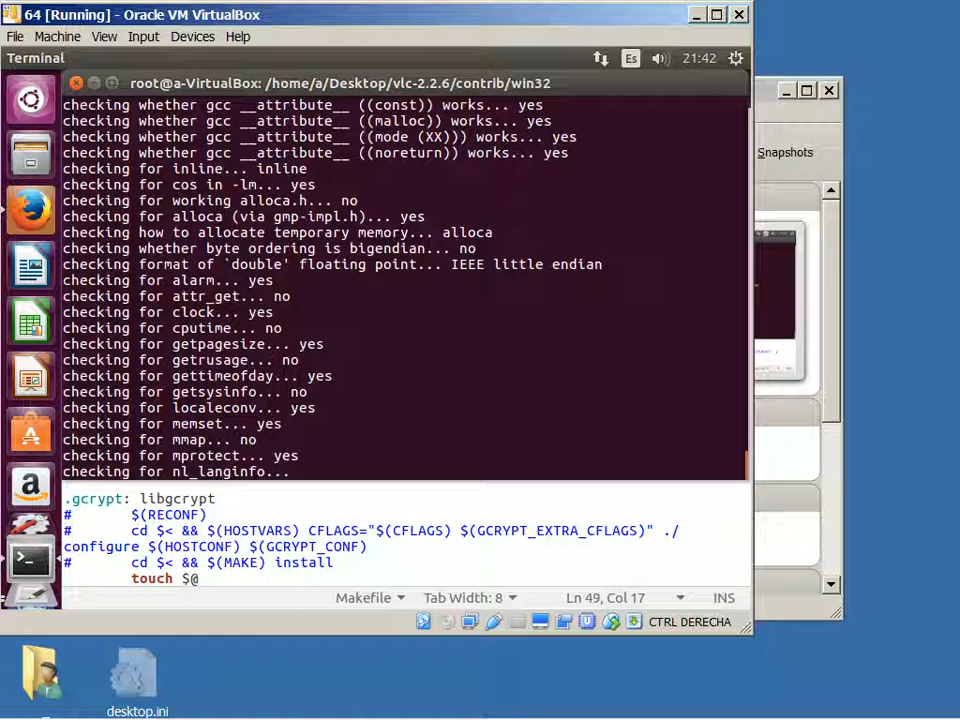 64 [Running] - Oracle VM VirtualBox
File Machine View Input Devices Help
Terminal
Es
21:42
root@a-VirtualBox: /home/a/Desktop/vlc-2.2.6/contrib/win32
checking whether gcc __attribute__ ((const)) works... yes
checking whether gcc __attribute__ ((malloc)) works... yes
checking whether gcc __attribute__ ((mode (XX))) works... yes
checking whether gcc __attribute__ ((noreturn)) works... yes
checking for inline... inline
checking for cos in -lm... yes
checking for working alloca.h... no
checking for alloca (via gmp-impl.h)... yes
checking how to allocate temporary memory... alloca
checking whether byte ordering is bigendian... no
checking format of `double' floating point... IEEE little endian
checking for alarm... yes
checking for attr_get... no
checking for clock... yes
checking for cputime... no
checking for getpagesize... yes
checking for getrusage... no
checking for gettimeofday... yes
checking for getsysinfo... no
checking for localeconv... yes
checking for memset... yes
checking for mmap... no
checking for mprotect... yes
checking for nl_langinfo...
.gcrypt: libgcrypt
# $(RECONF)
# cd $< && $(HOSTVARS) CFLAGS="$(CFLAGS) $(GCRYPT_EXTRA_CFLAGS)" ./
configure $(HOSTCONF) $(GCRYPT_CONF)
# cd $< && $(MAKE) install
touch $@
Makefile Tab Width: 8 Ln 49, Col 17 INS
CTRL DERECHA
Snapshots
desktop.ini